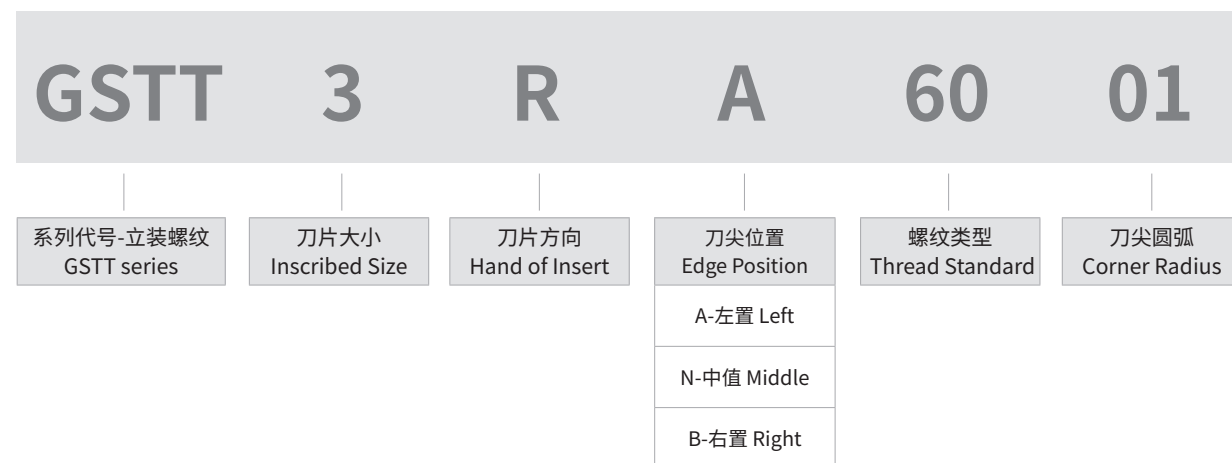 GSTT 3 R A 60 01
系列代号-立装螺纹
GSTT series
刀片大小
Inscribed Size
刀片方向
Hand of Insert
刀尖位置
Edge Position
A-左置 Left
N-中值 Middle
B-右置 Right
螺纹类型
Thread Standard
刀尖圆弧
Corner Radius